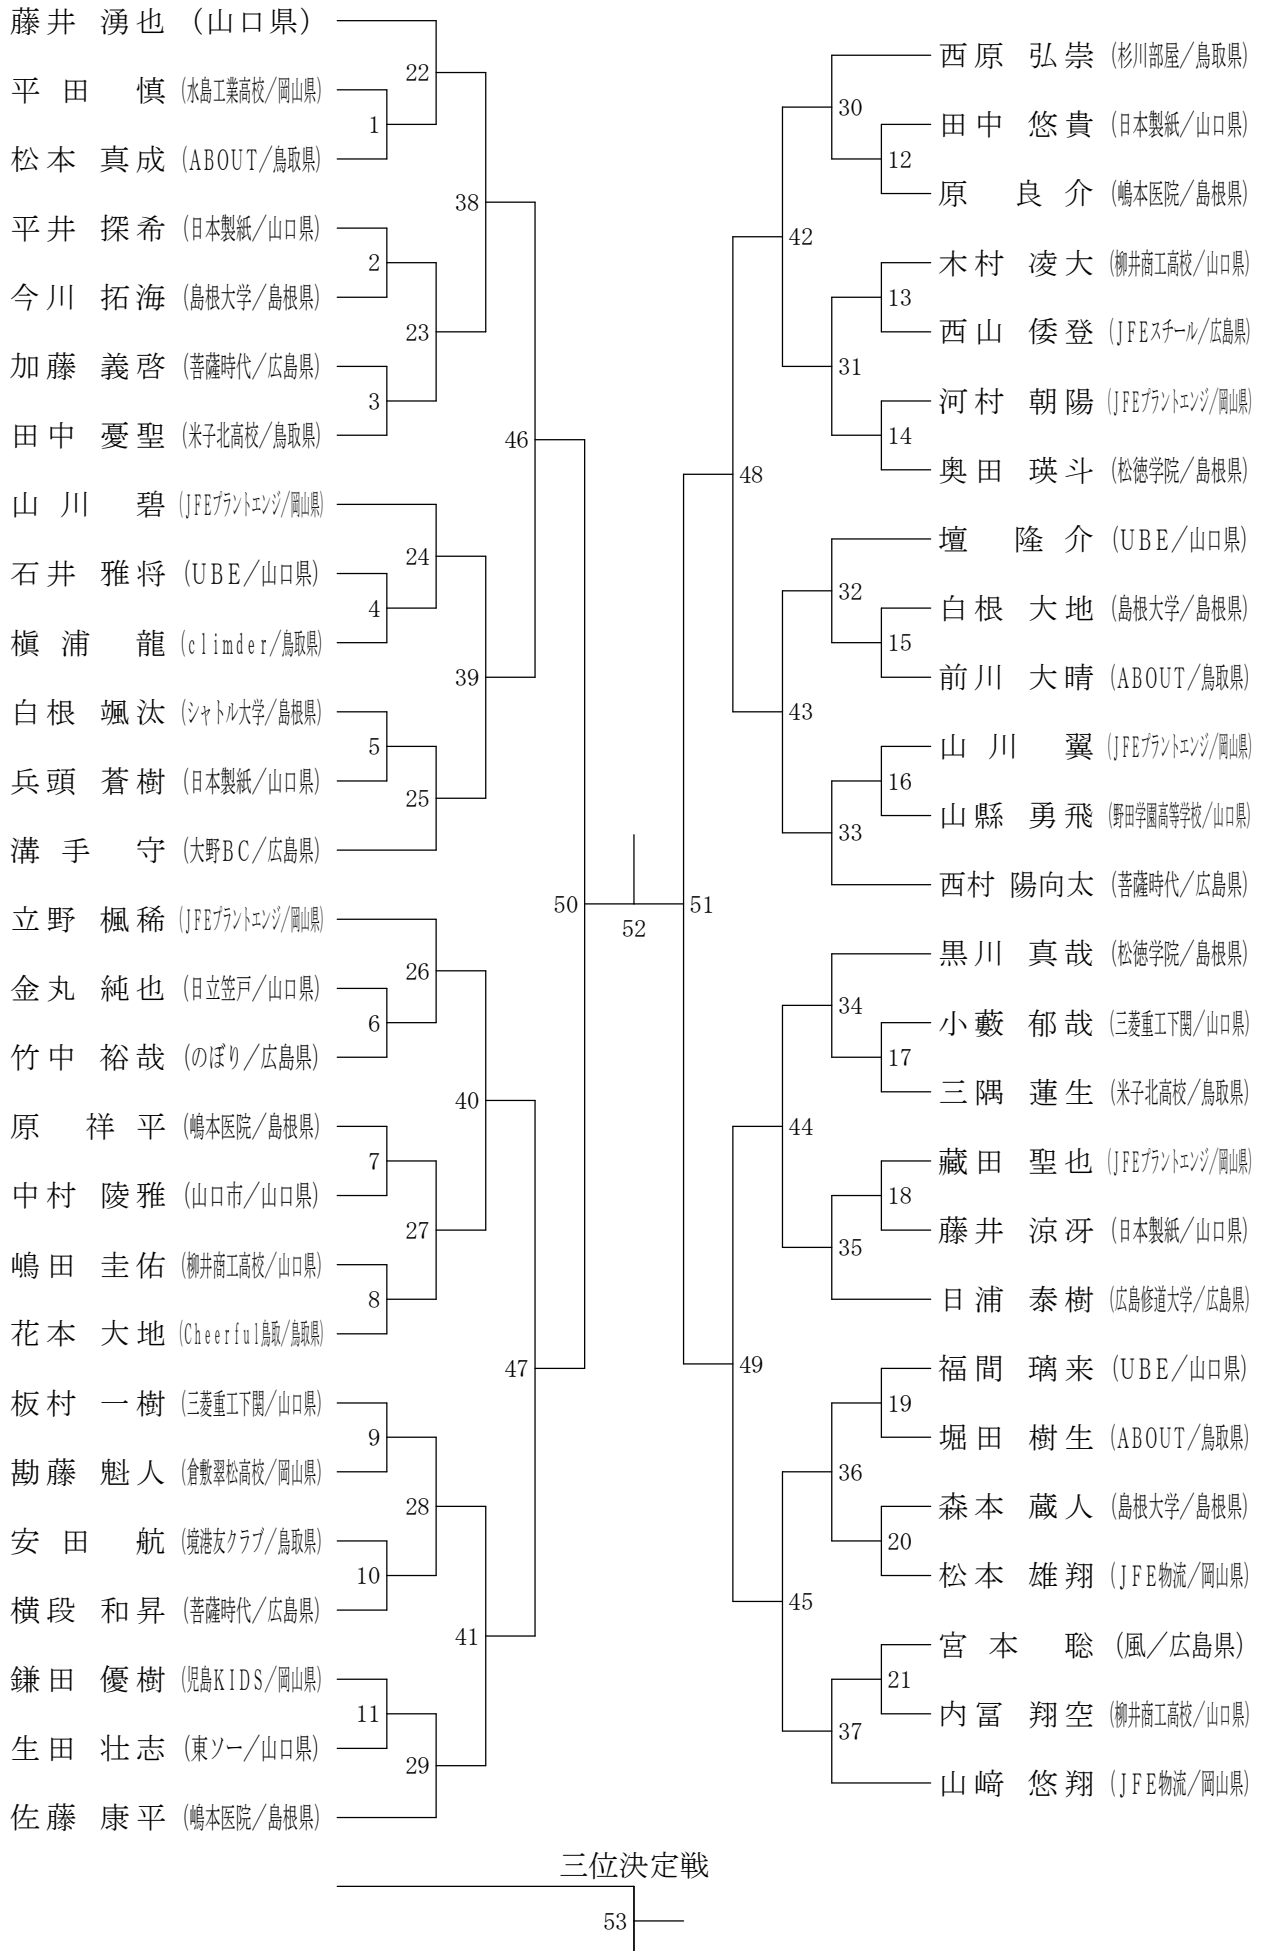 藤井 湧也 (山口県)
平田 慎 (水島工業高校/岡山県)
松本 真成 (ABOUT/鳥取県)
平井 探希 (日本製紙/山口県)
今川 拓海 (島根大学/島根県)
加藤 義啓 (菩薩時代/広島県)
田中 憂聖 (米子北高校/鳥取県)
山川 碧 (JFEプラントエンジ/岡山県)
石井 雅将 (UBE/山口県)
槇浦 龍 (climder/鳥取県)
白根 颯汰 (シャトル大学/島根県)
兵頭 蒼樹 (日本製紙/山口県)
溝手 守 (大野BC/広島県)
立野 楓稀 (JFEプラントエンジ/岡山県)
金丸 純也 (日立笠戸/山口県)
竹中 裕哉 (のぼり/広島県)
原 祥平 (嶋本医院/島根県)
中村 陵雅 (山口市/山口県)
嶋田 圭佑 (柳井商工高校/山口県)
花本 大地 (Cheerful鳥取/鳥取県)
板村 一樹 (三菱重工下関/山口県)
勘藤 魁人 (倉敷翠松高校/岡山県)
安田 航 (境港友クラブ/鳥取県)
横段 和昇 (菩薩時代/広島県)
鎌田 優樹 (児島KIDS/岡山県)
生田 壮志 (東ソー/山口県)
佐藤 康平 (嶋本医院/島根県)
1
2
3
4
5
6
7
8
9
10
11
22
23
24
25
26
27
28
29
38
39
40
41
46
47
50
52
51
48
49
42
43
44
45
30
31
32
33
34
35
36
37
12
13
14
15
16
17
18
19
20
21
西原 弘崇 (杉川部屋/鳥取県)
田中 悠貴 (日本製紙/山口県)
原 良介 (嶋本医院/島根県)
木村 凌大 (柳井商工高校/山口県)
西山 倭登 (JFEスチール/広島県)
河村 朝陽 (JFEプラントエンジ/岡山県)
奥田 瑛斗 (松徳学院/島根県)
壇 隆介 (UBE/山口県)
白根 大地 (島根大学/島根県)
前川 大晴 (ABOUT/鳥取県)
山川 翼 (JFEプラントエンジ/岡山県)
山縣 勇飛 (野田学園高等学校/山口県)
西村 陽向太 (菩薩時代/広島県)
黒川 真哉 (松徳学院/島根県)
小藪 郁哉 (三菱重工下関/山口県)
三隅 蓮生 (米子北高校/鳥取県)
藏田 聖也 (JFEプラントエンジ/岡山県)
藤井 涼冴 (日本製紙/山口県)
日浦 泰樹 (広島修道大学/広島県)
福間 璃来 (UBE/山口県)
堀田 樹生 (ABOUT/鳥取県)
森本 蔵人 (島根大学/島根県)
松本 雄翔 (JFE物流/岡山県)
宮本 聡 (風/広島県)
内冨 翔空 (柳井商工高校/山口県)
山﨑 悠翔 (JFE物流/岡山県)
三位決定戦
53